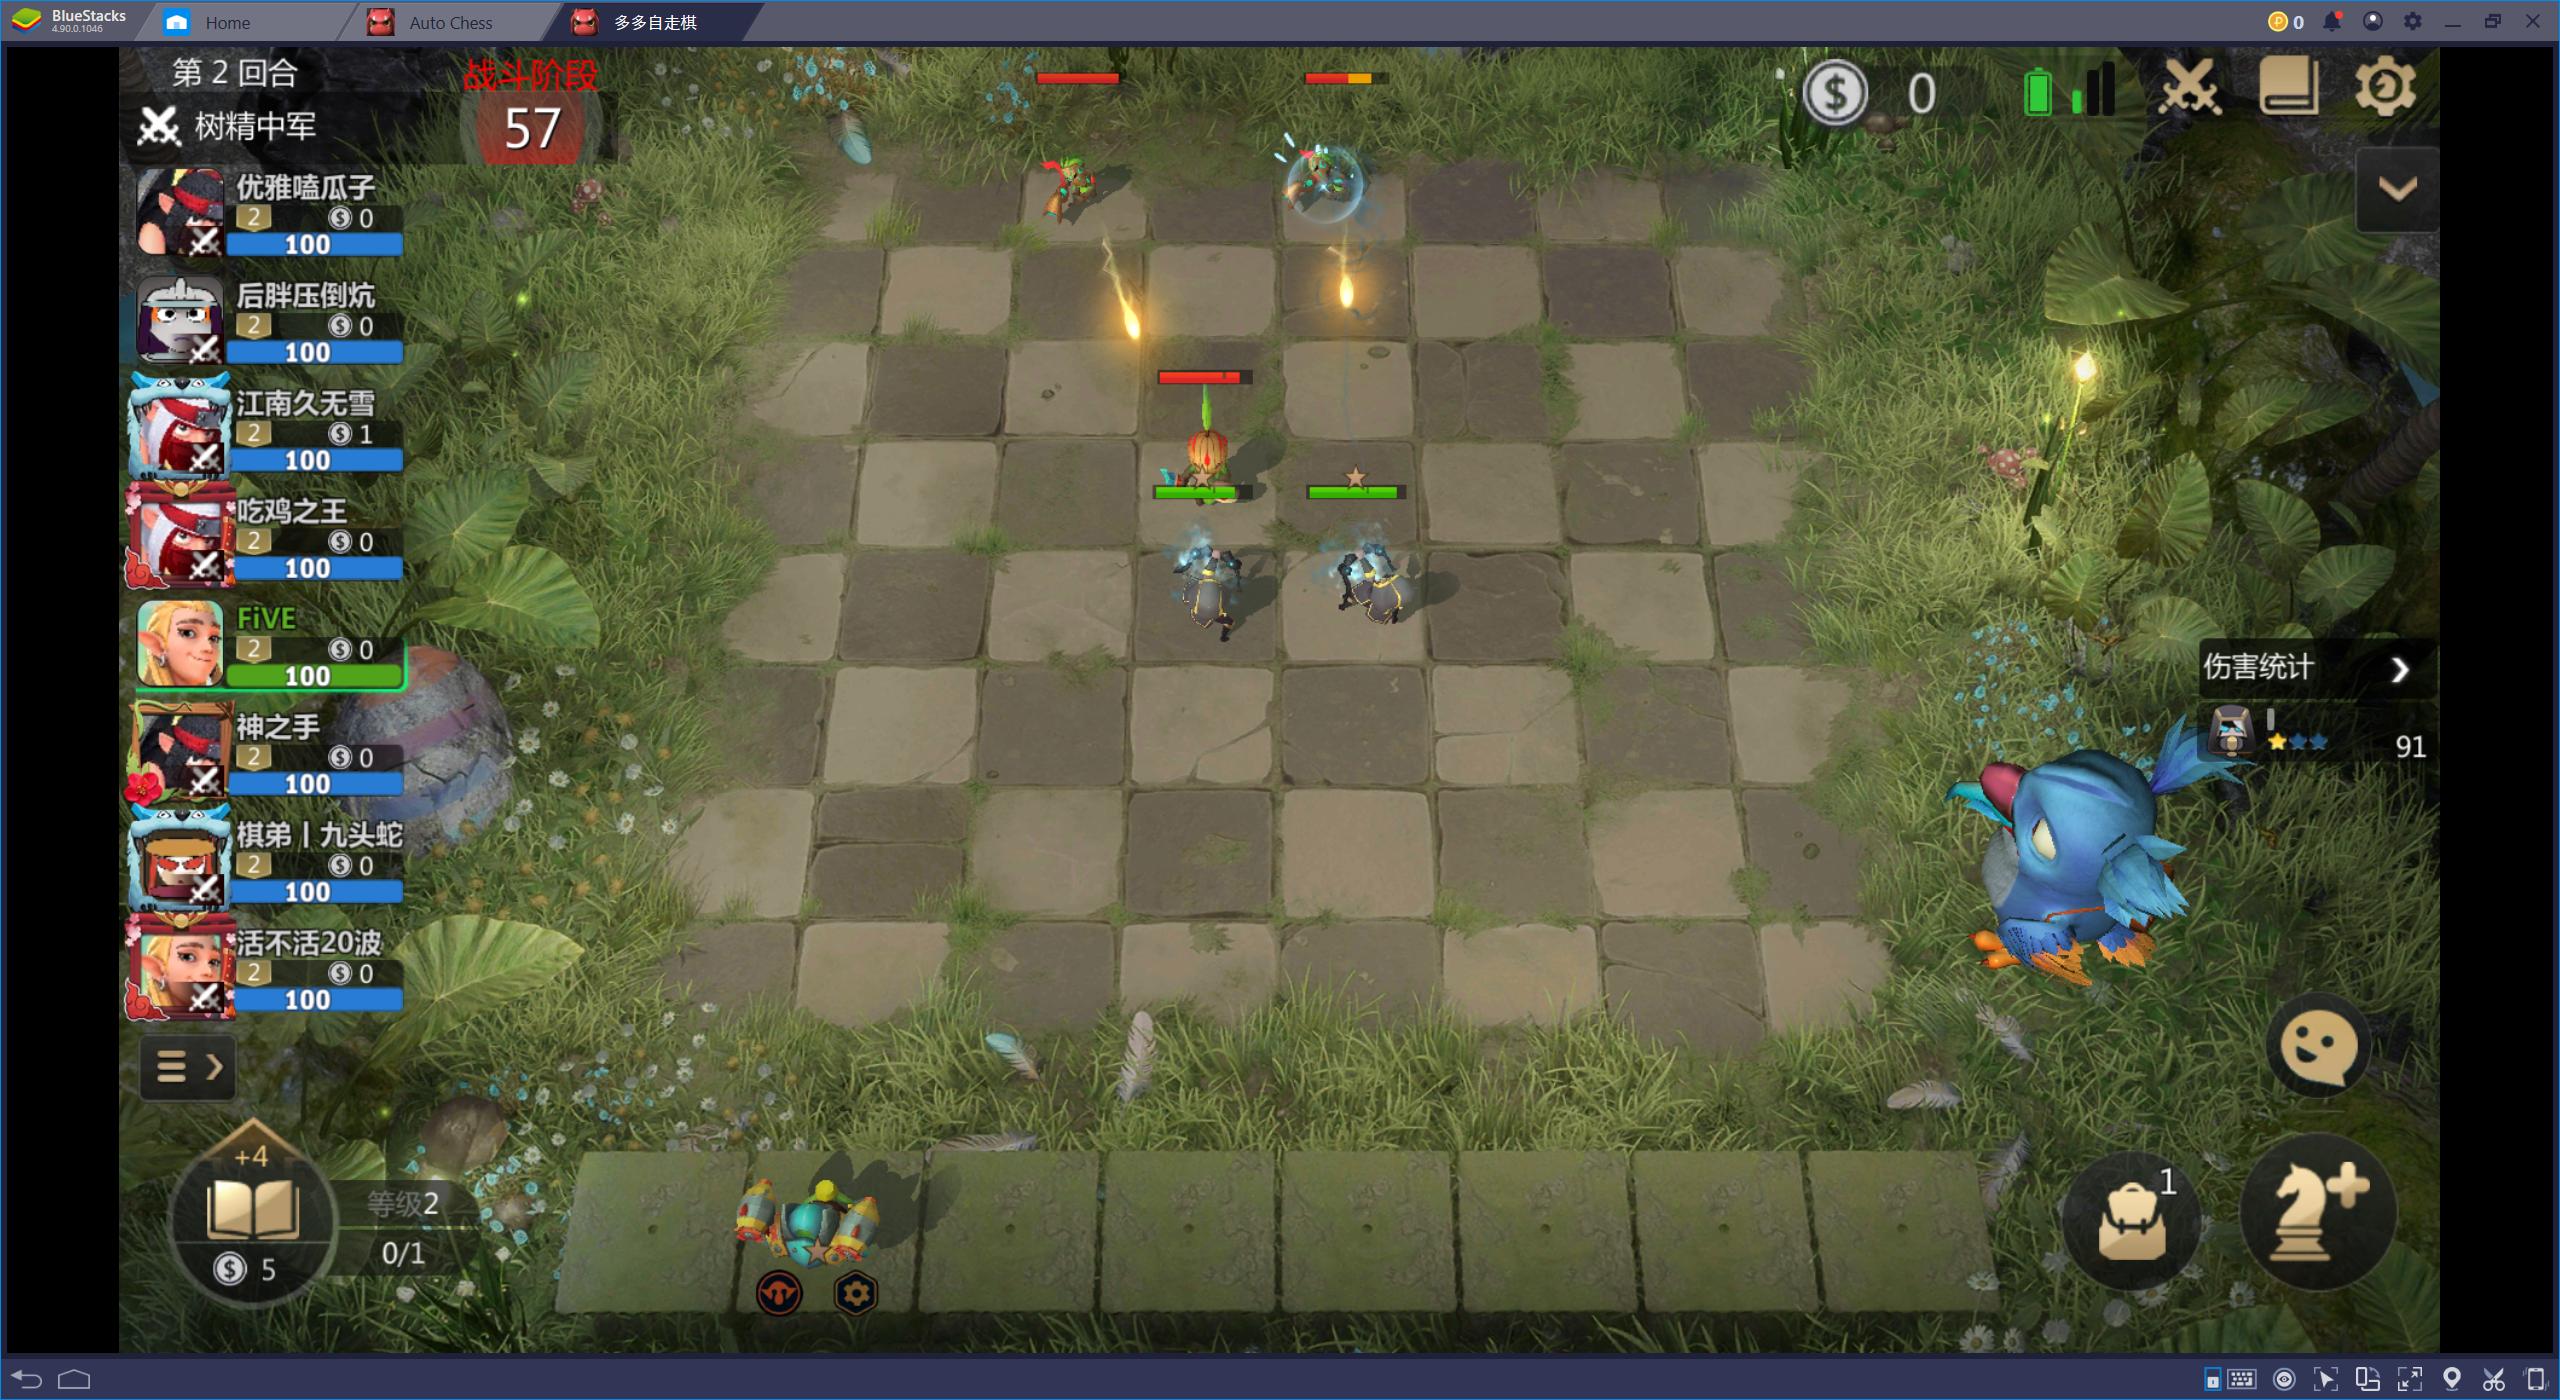 BlueStacks
4.90.0.1046
Home
Auto Chess
多多自走棋
0
第 2 回合
战斗阶段
树精中军
57
0
优雅嗑瓜子
2
0
100
后胖压倒炕
2
0
100
江南久无雪
2
1
100
吃鸡之王
2
0
100
FiVE
2
0
100
神之手
2
0
100
棋弟丨九头蛇
2
0
100
活不活20波
2
0
100
伤害统计
91
+4
等级2
0/1
5
1